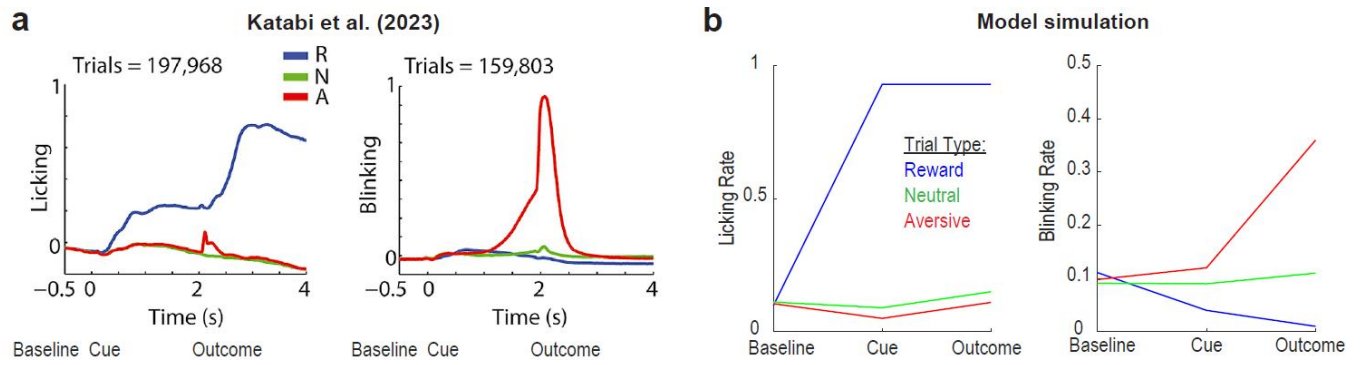 a
Katabi et al. (2023)
Trials = 197,968
R
N
A
1
Licking
0
−0.5 0 2 4
Time (s)
Baseline Cue Outcome
Trials = 159,803
1
Blinking
0
−0.5 0 2 4
Time (s)
Baseline Cue Outcome
b
Model simulation
1
Licking Rate
0.5
0
Trial Type:
Reward
Neutral
Aversive
Baseline Cue Outcome
0.5
0.4
0.3
Blinking Rate
0.2
0.1
0
Baseline Cue Outcome